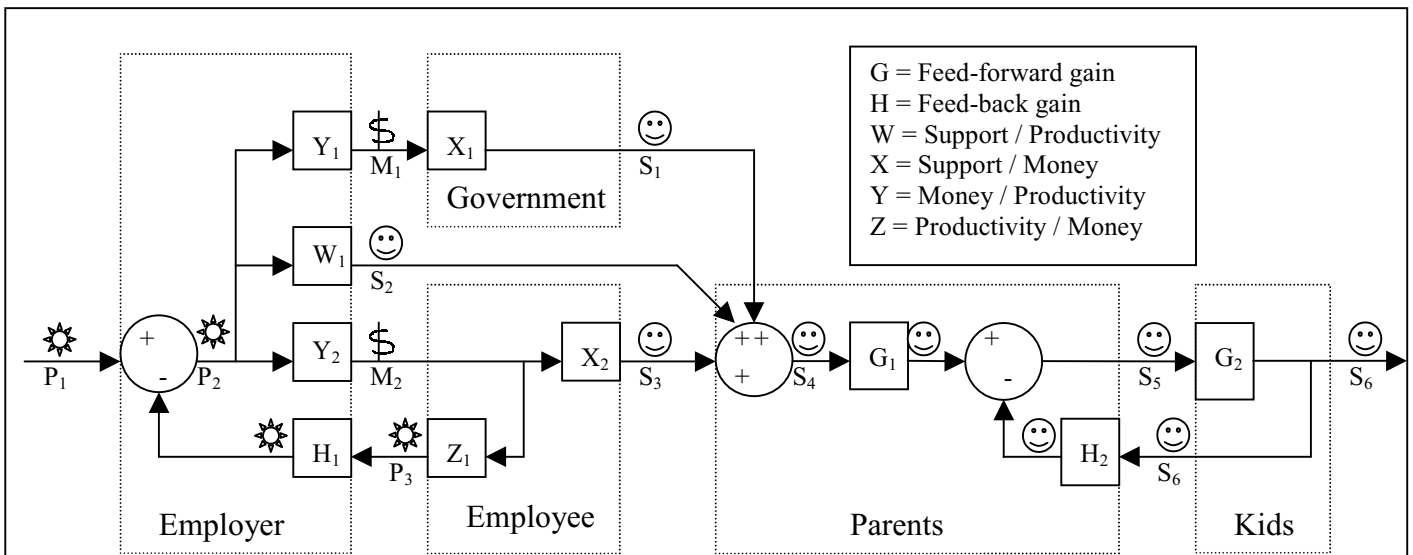 G = Feed-forward gain
H = Feed-back gain
W = Support / Productivity
X = Support / Money
Y = Money / Productivity
Z = Productivity / Money
Y₁ $ M₁ X₁ S₁
Government
W₁ S₂
P₁ + - P₂ Y₂ $ M₂ X₂ S₃ + + + S₄ G₁ + - S₅ G₂ S₆
H₁ P₃ Z₁ H₂ S₆
Employer Employee Parents Kids